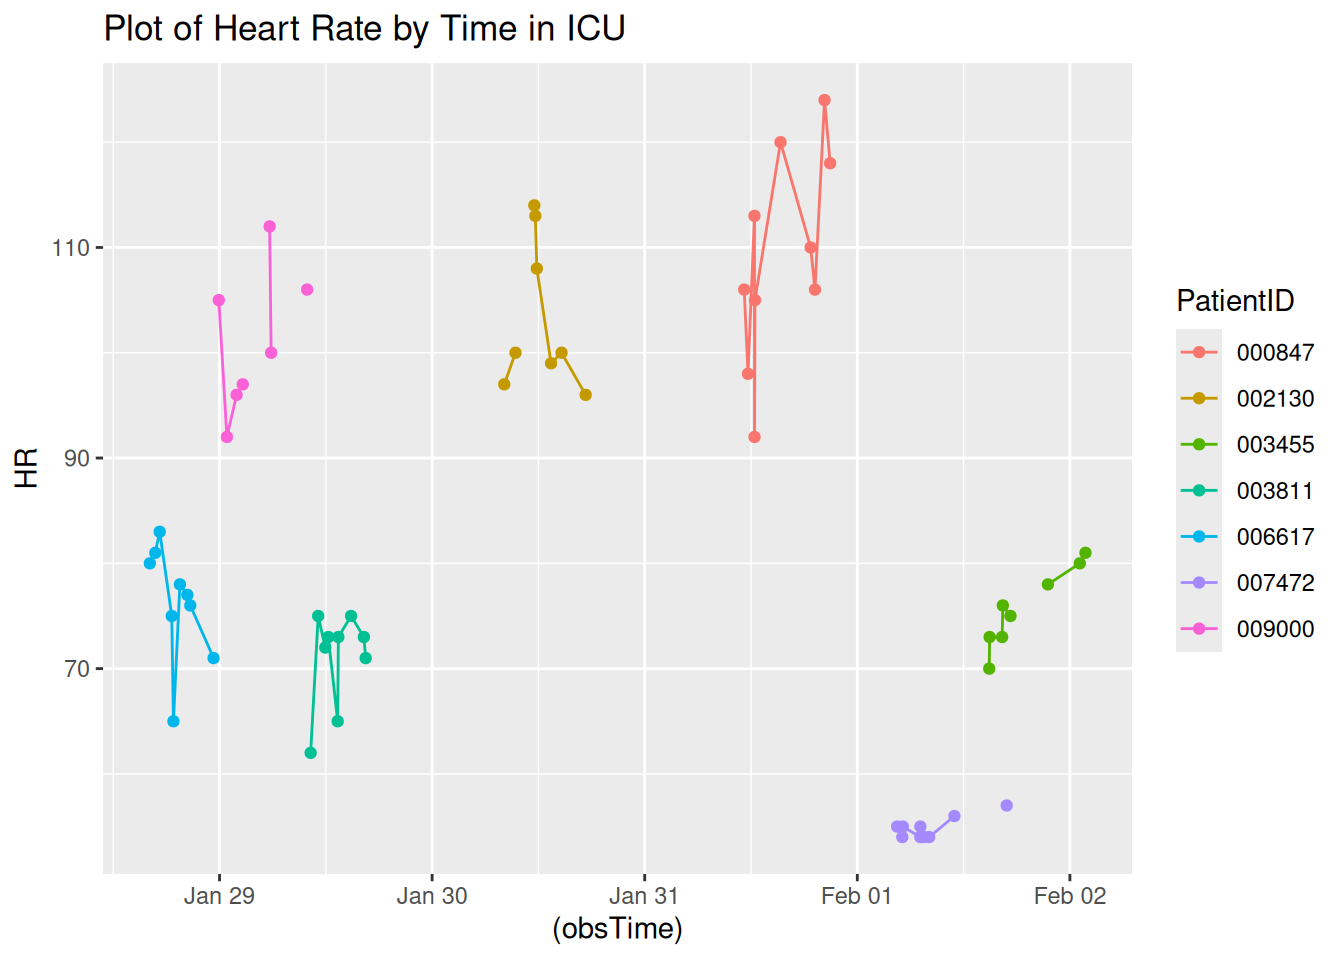 Plot of Heart Rate by Time in ICU
HR
110
90
70
Jan 29
Jan 30
Jan 31
Feb 01
Feb 02
(obsTime)
PatientID
000847
002130
003455
003811
006617
007472
009000